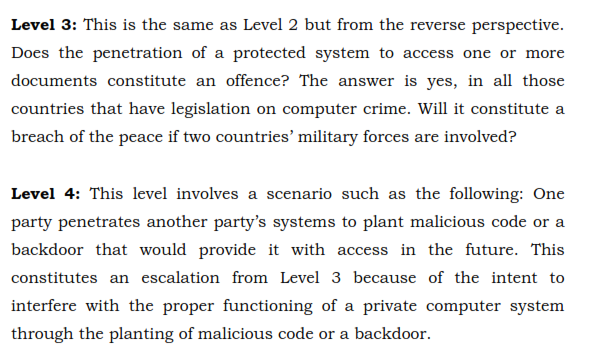 Level 3: This is the same as Level 2 but from the reverse perspective.
Does the penetration of a protected system to access one or more
documents constitute an offence? The answer is yes, in all those
countries that have legislation on computer crime. Will it constitute a
breach of the peace if two countries’ military forces are involved?
Level 4: This level involves a scenario such as the following: One
party penetrates another party’s systems to plant malicious code or a
backdoor that would provide it with access in the future. This
constitutes an escalation from Level 3 because of the intent to
interfere with the proper functioning of a private computer system
through the planting of malicious code or a backdoor.